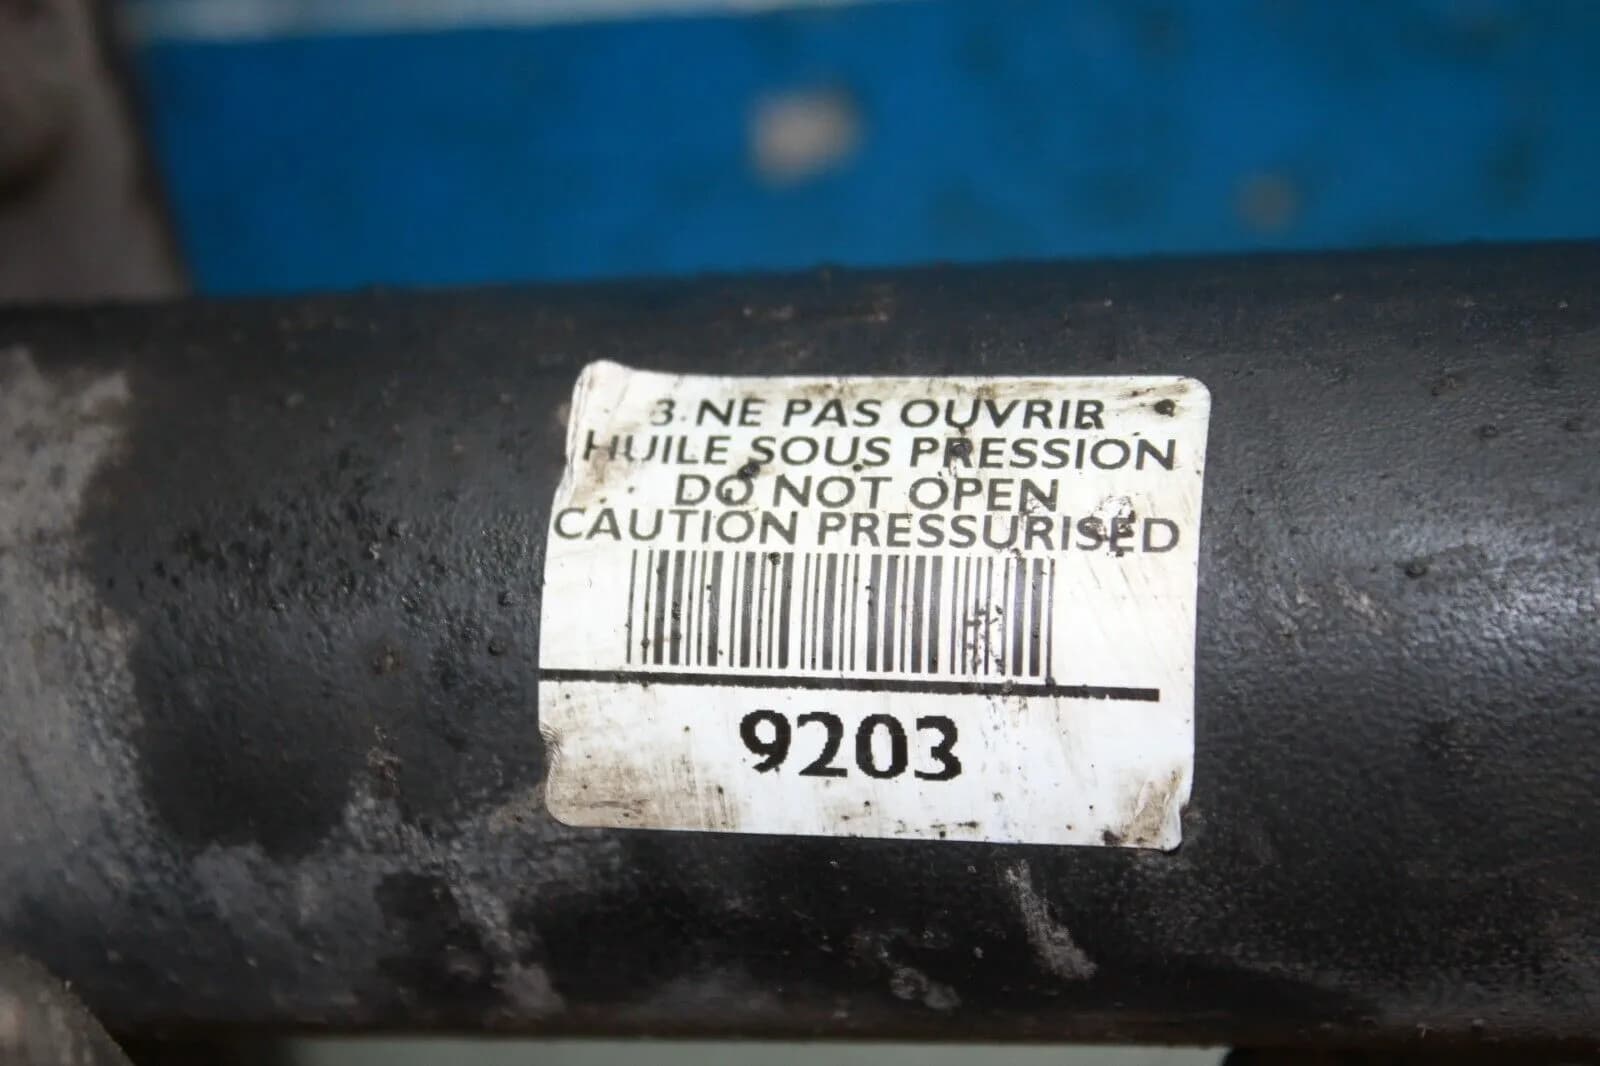 3. NE PAS OUVRIR
HUILE SOUS PRESSION
DO NOT OPEN
CAUTION PRESSURISED
9203